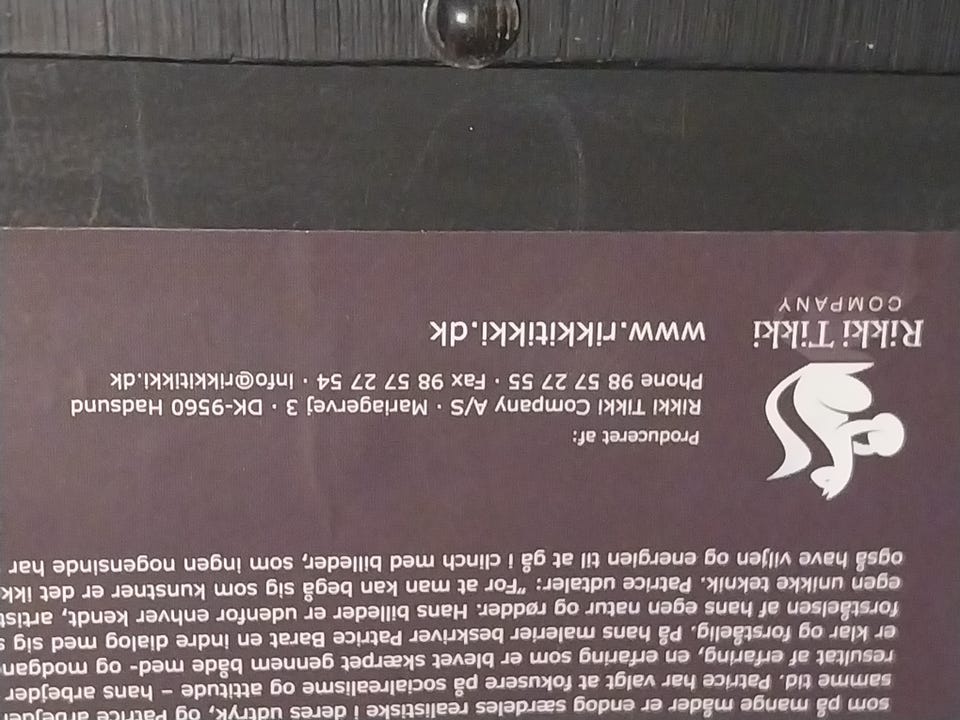 som på mange måder er endog særdeles realistiske i deres udtryk, og Patrice
samme tid. Patrice har valgt at fokusere på socialrealisme og attitude – hans arbejder
resultat af erfaring, en erfaring som er blevet skærpet gennem både med- og modgang
er klar og forståelig. På hans malerier beskriver Patrice Barat en indre dialog med sig
forståelsen af hans egen natur og rødder. Hans billeder er udenfor enhver kendt,
egen unikke teknik. Patrice udtaler: "For at man kan begå sig som kunstner er det
også have viljen og energien til at gå i clinch med billeder, som ingen nogensinde har
Produceret af:
Rikki Tikki Company A/S · Mariagervej 3 · DK-9560 Hadsund
Phone 98 57 27 55 · Fax 98 57 27 54 · info@rikkitikki.dk
www.rikkitikki.dk
Rikki Tikki
COMPANY